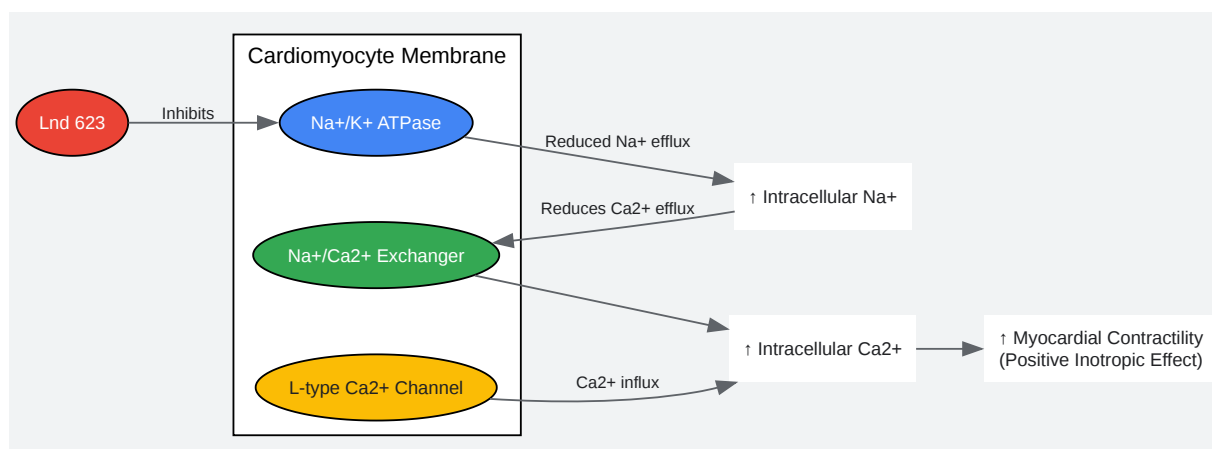 Cardiomyocyte Membrane
Lnd 623
Inhibits
Na+/K+ ATPase
Reduced Na+ efflux
↑ Intracellular Na+
Reduces Ca2+ efflux
Na+/Ca2+ Exchanger
↑ Intracellular Ca2+
↑ Myocardial Contractility
(Positive Inotropic Effect)
L-type Ca2+ Channel
Ca2+ influx